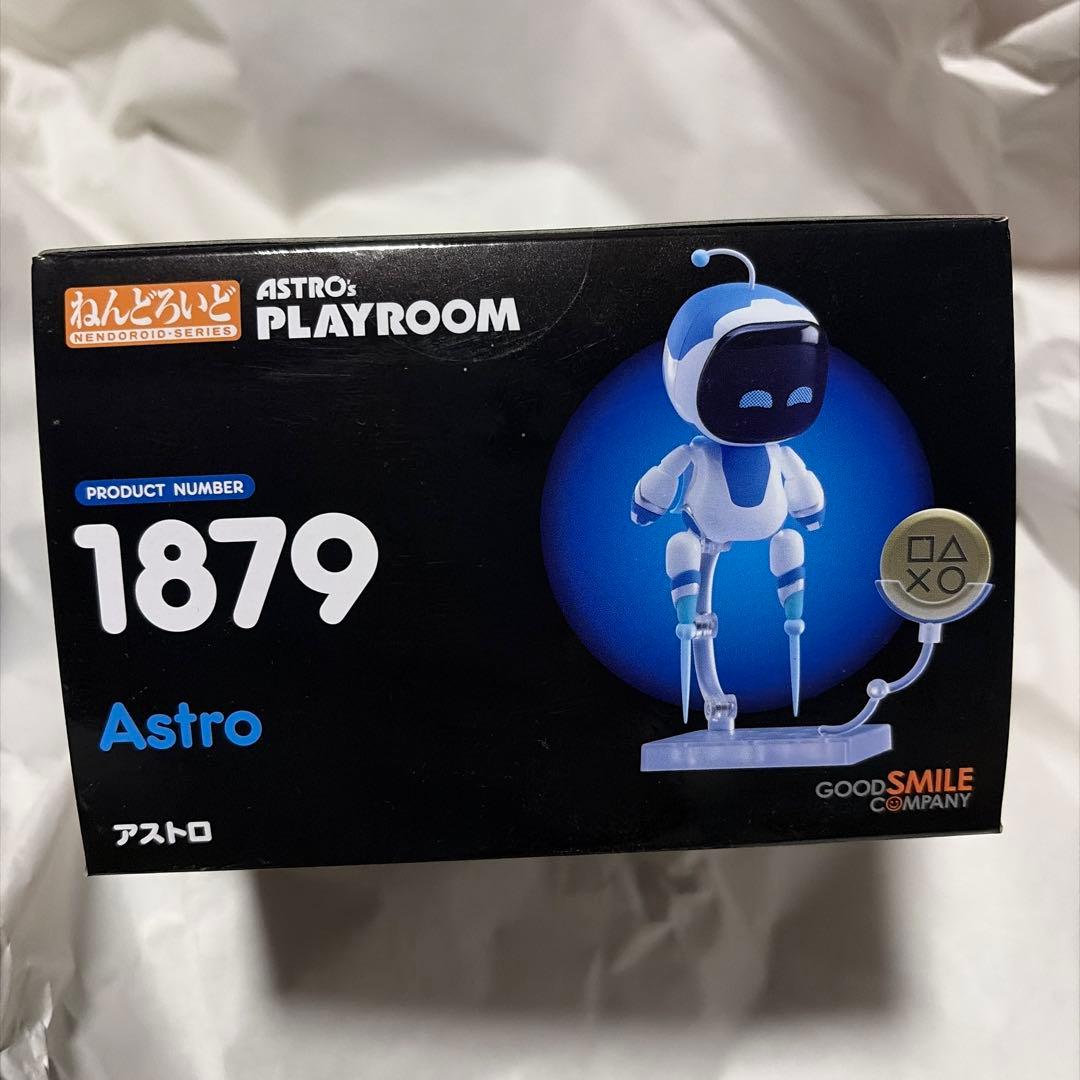 ねんどろいど
NENDOROID·SERIES
ASTRO's
PLAYROOM
PRODUCT NUMBER
1879
Astro
アストロ
GOOD SMILE
COMPANY